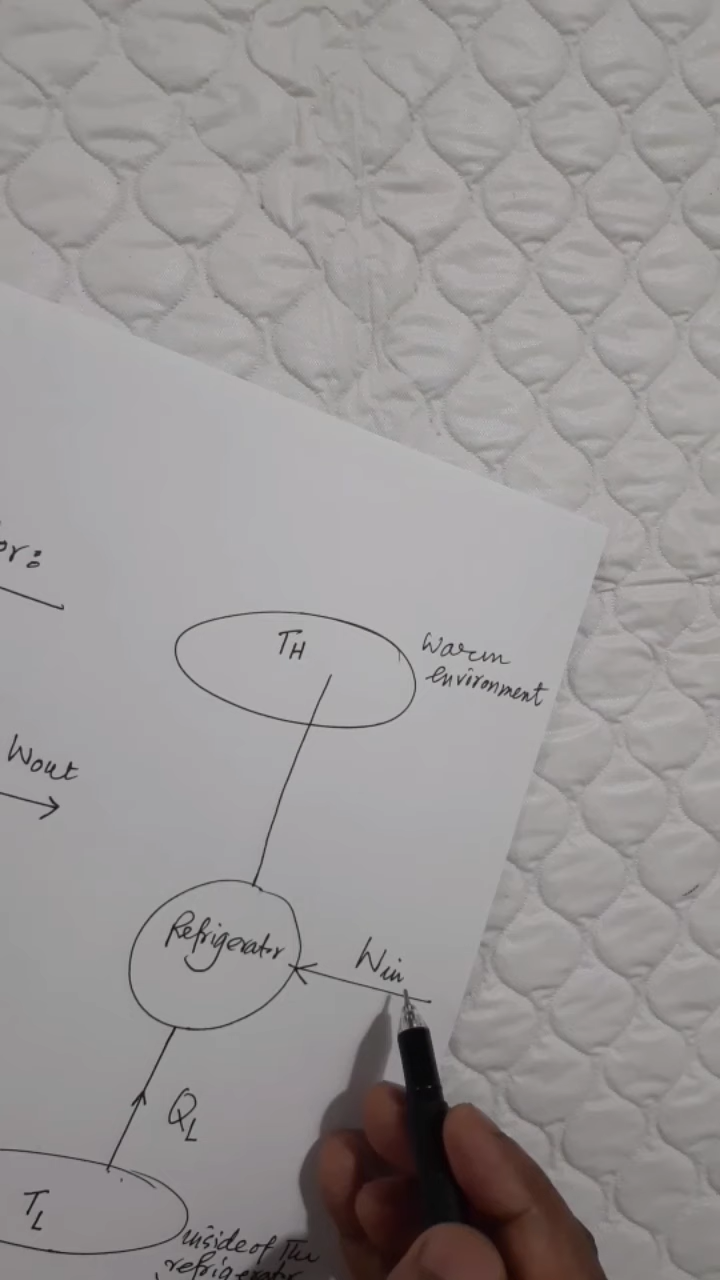 or:
TH
Warm
environment
Wout
Refrigerator
Win
QL
TL
inside of The
refrigerator